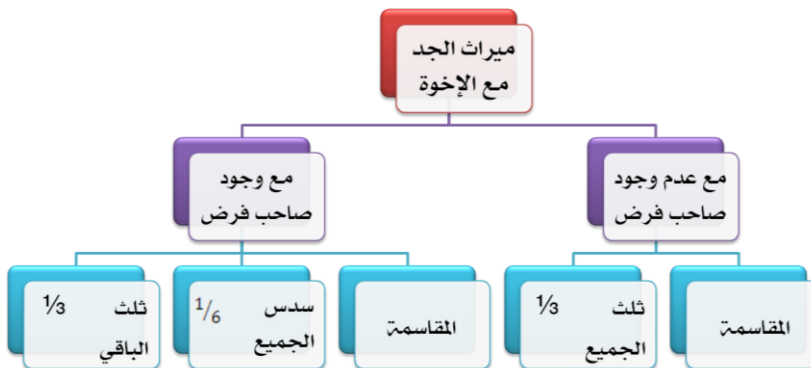 ميراث الجد
مع الإخوة
مع عدم وجود
صاحب فرض
مع وجود
صاحب فرض
المقاسمة
ثلث ⅓
الجميع
المقاسمة
سدس 1/6
الجميع
ثلث ⅓
الباقي